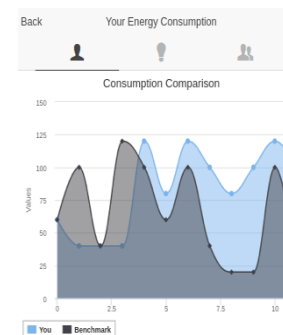 Back Your Energy Consumption
Consumption Comparison
150
125
100
75
50
25
0
Values
0 2.5 5 7.5 10
You Benchmark